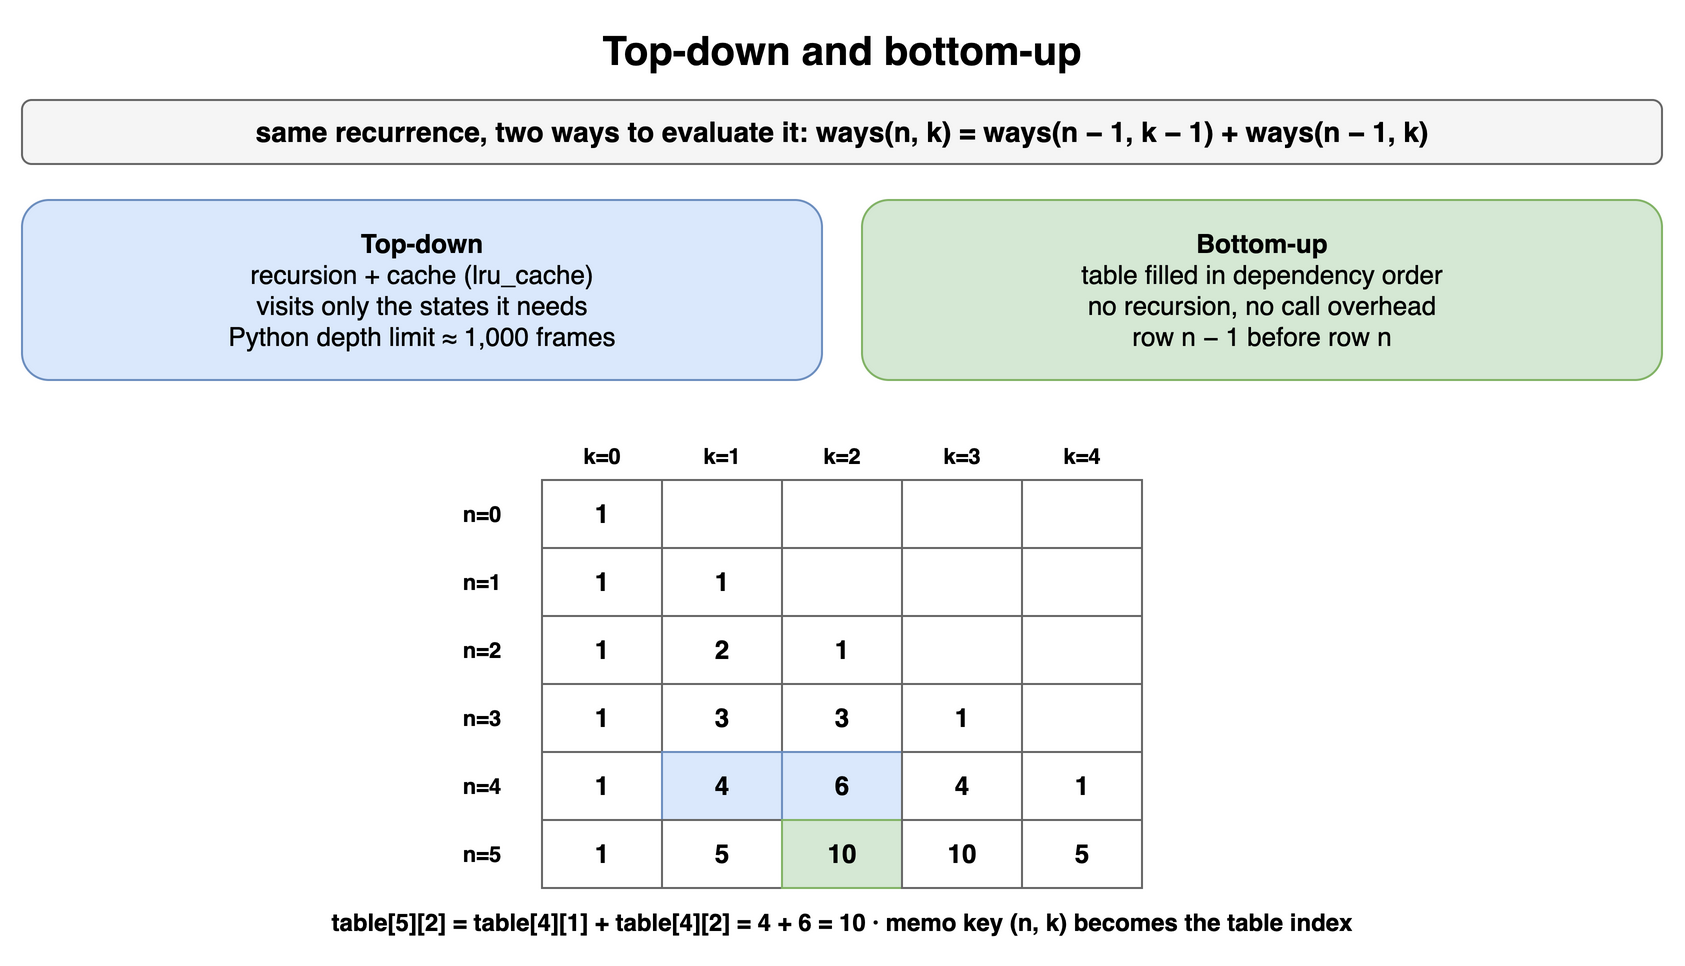 Top-down and bottom-up
same recurrence, two ways to evaluate it: ways(n, k) = ways(n − 1, k − 1) + ways(n − 1, k)
Top-down
recursion + cache (lru_cache)
visits only the states it needs
Python depth limit ≈ 1,000 frames
Bottom-up
table filled in dependency order
no recursion, no call overhead
row n − 1 before row n
k=0 k=1 k=2 k=3 k=4
n=0 1
n=1 1 1
n=2 1 2 1
n=3 1 3 3 1
n=4 1 4 6 4 1
n=5 1 5 10 10 5
table[5][2] = table[4][1] + table[4][2] = 4 + 6 = 10 · memo key (n, k) becomes the table index